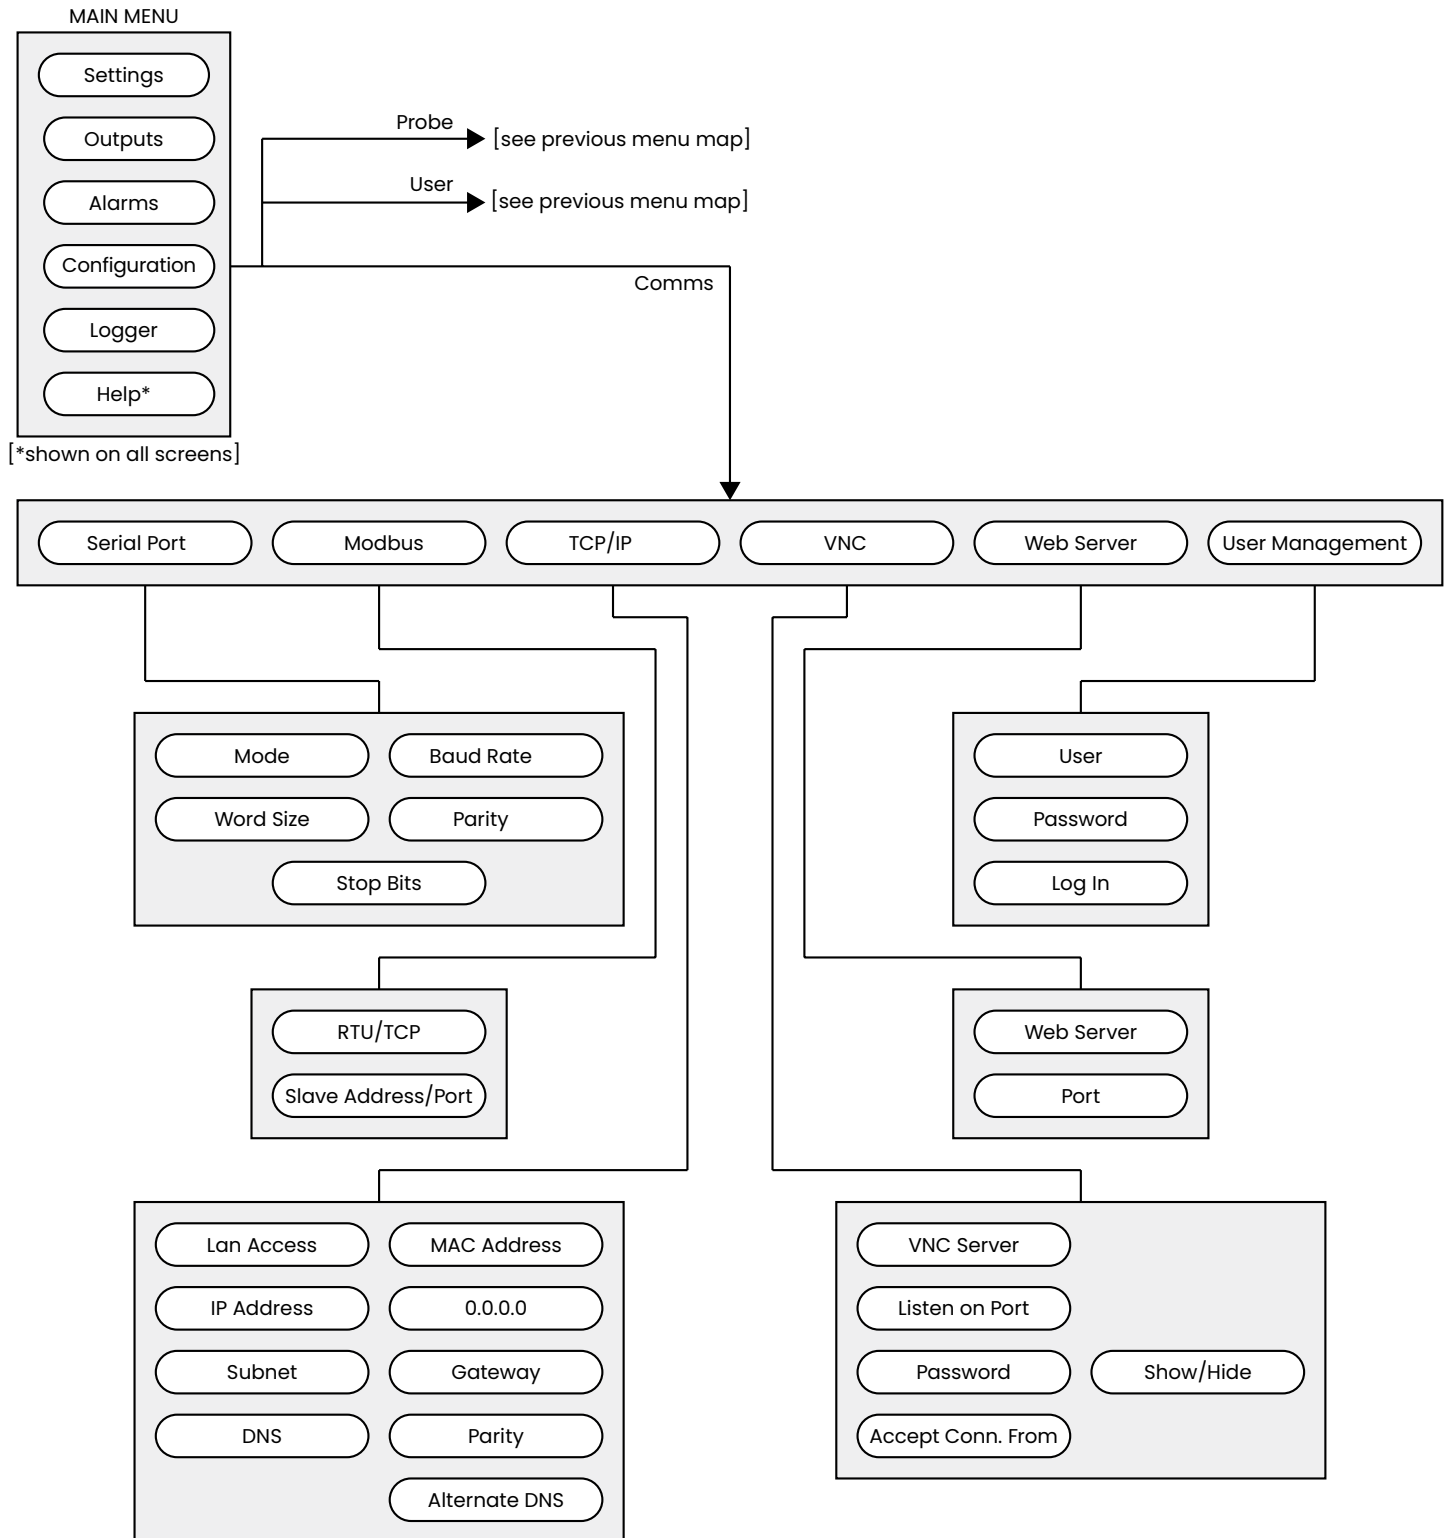 MAIN MENU
Settings
Outputs
Alarms
Configuration
Logger
Help*
[*shown on all screens]
Probe
[see previous menu map]
User
[see previous menu map]
Comms
Serial Port
Modbus
TCP/IP
VNC
Web Server
User Management
Mode
Baud Rate
Word Size
Parity
Stop Bits
User
Password
Log In
RTU/TCP
Slave Address/Port
Web Server
Port
Lan Access
MAC Address
IP Address
0.0.0.0
Subnet
Gateway
DNS
Parity
Alternate DNS
VNC Server
Listen on Port
Password
Show/Hide
Accept Conn. From